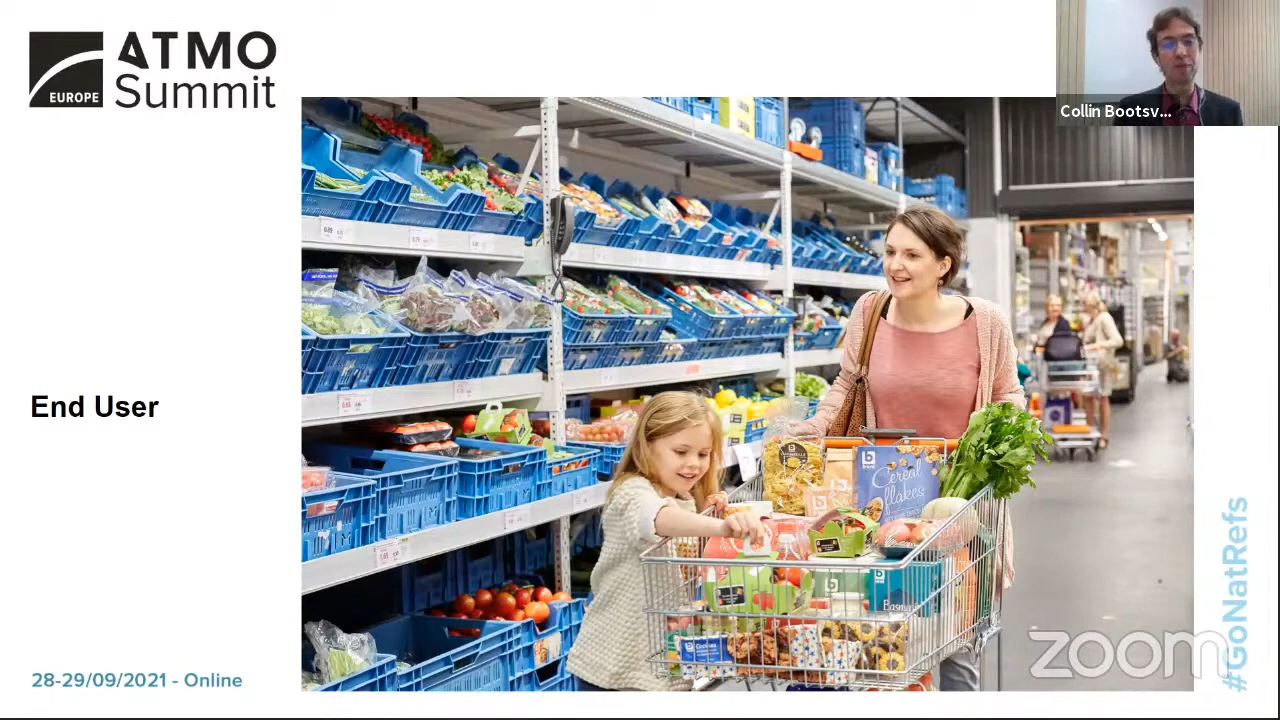 ATMO
EUROPE
Summit
Collin Bootsv...
End User
Cereal
flakes
28-29/09/2021 - Online
#GoNatRefs
zoom